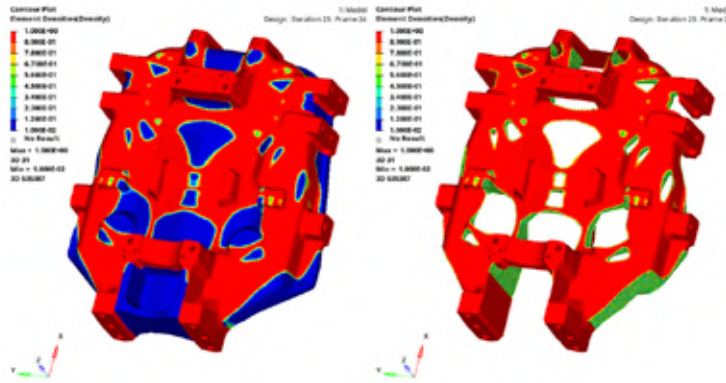 Contour Plot
Element Densities(Density)
1: Model
Design : Iteration 25 : Frame 26
1.000E+00
8.900E-01
7.800E-01
6.700E-01
5.600E-01
4.500E-01
3.400E-01
2.300E-01
1.200E-01
1.000E-02
No Result
Max = 1.000E+00
Min = 1.000E-02
X
Y
Z
Contour Plot
Element Densities(Density)
1: Model
Design : Iteration 25 : Frame 26
1.000E+00
8.900E-01
7.800E-01
6.700E-01
5.600E-01
4.500E-01
3.400E-01
2.300E-01
1.200E-01
1.000E-02
No Result
Max = 1.000E+00
Min = 1.000E-02
X
Y
Z